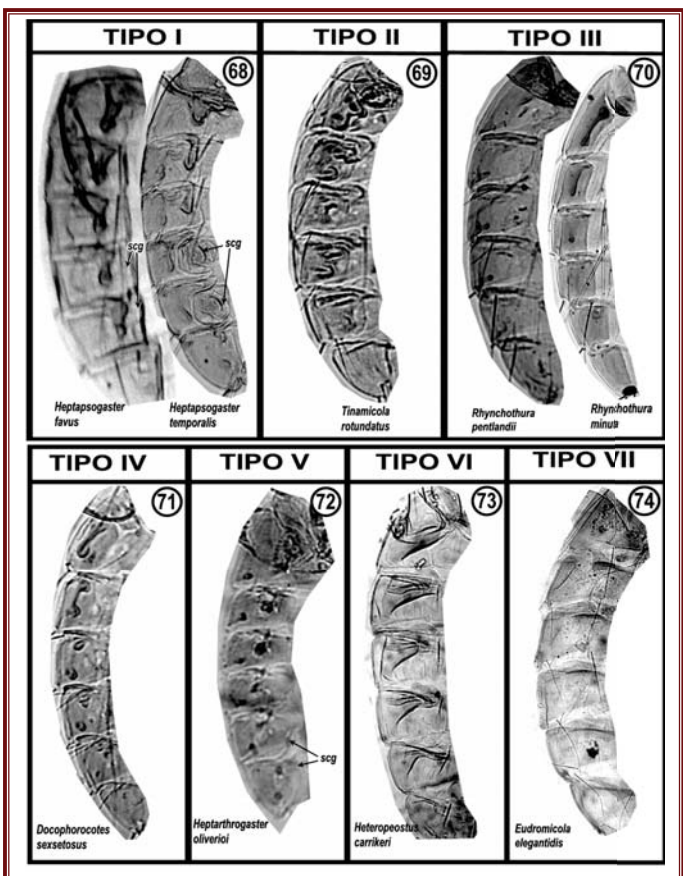 TIPO I
TIPO II
TIPO III
68
69
70
scg
scg
Heptapsogaster
favus
Heptapsogaster
temporalis
Tinamicola
rotundatus
Rhynchothura
pentlandii
Rhynchothura
minuta
TIPO IV
TIPO V
TIPO VI
TIPO VII
71
72
73
74
scg
Docophorocotes
sexsetosus
Heptarthrogaster
oliverioi
Heteropeostus
carrikeri
Eudromicola
elegantidis